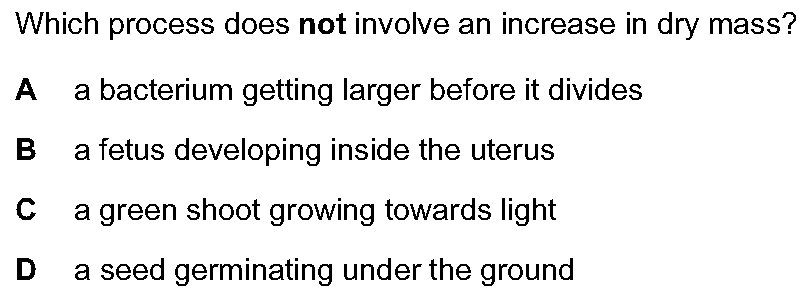 Which process does not involve an increase in dry mass?
A a bacterium getting larger before it divides
B a fetus developing inside the uterus
C a green shoot growing towards light
D a seed germinating under the ground